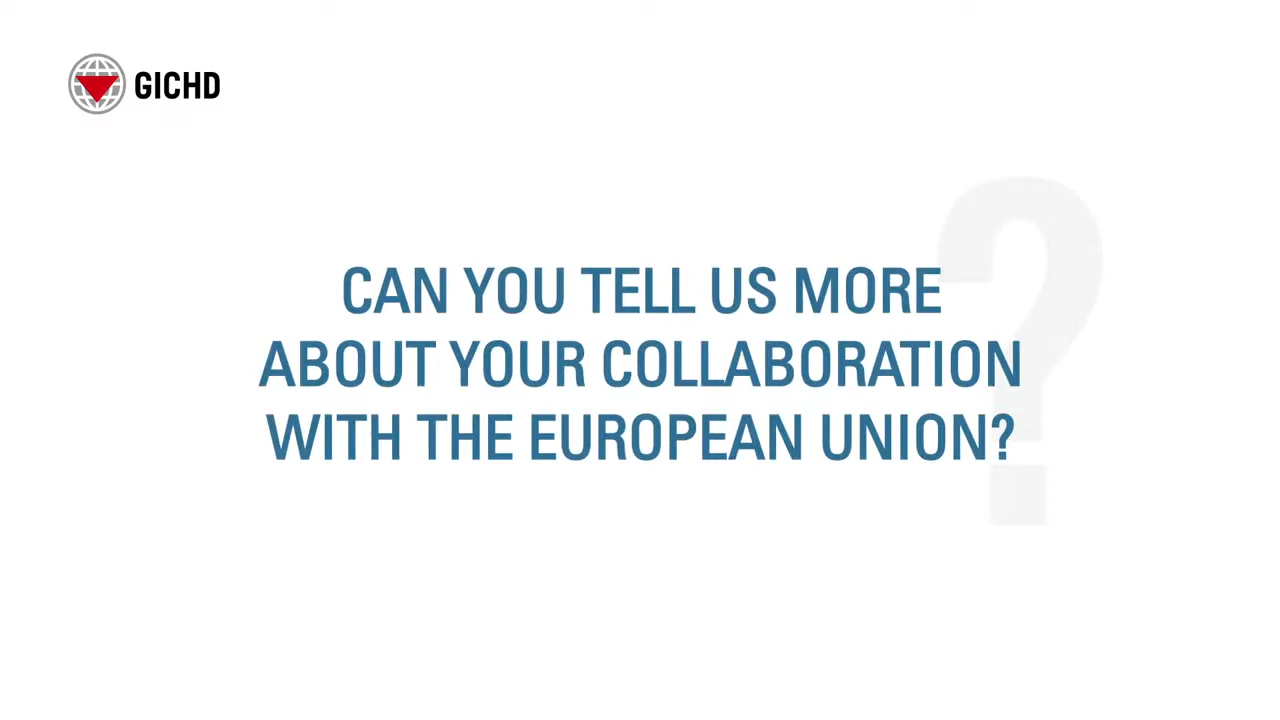 GICHD
CAN YOU TELL US MORE
ABOUT YOUR COLLABORATION
WITH THE EUROPEAN UNION?
?